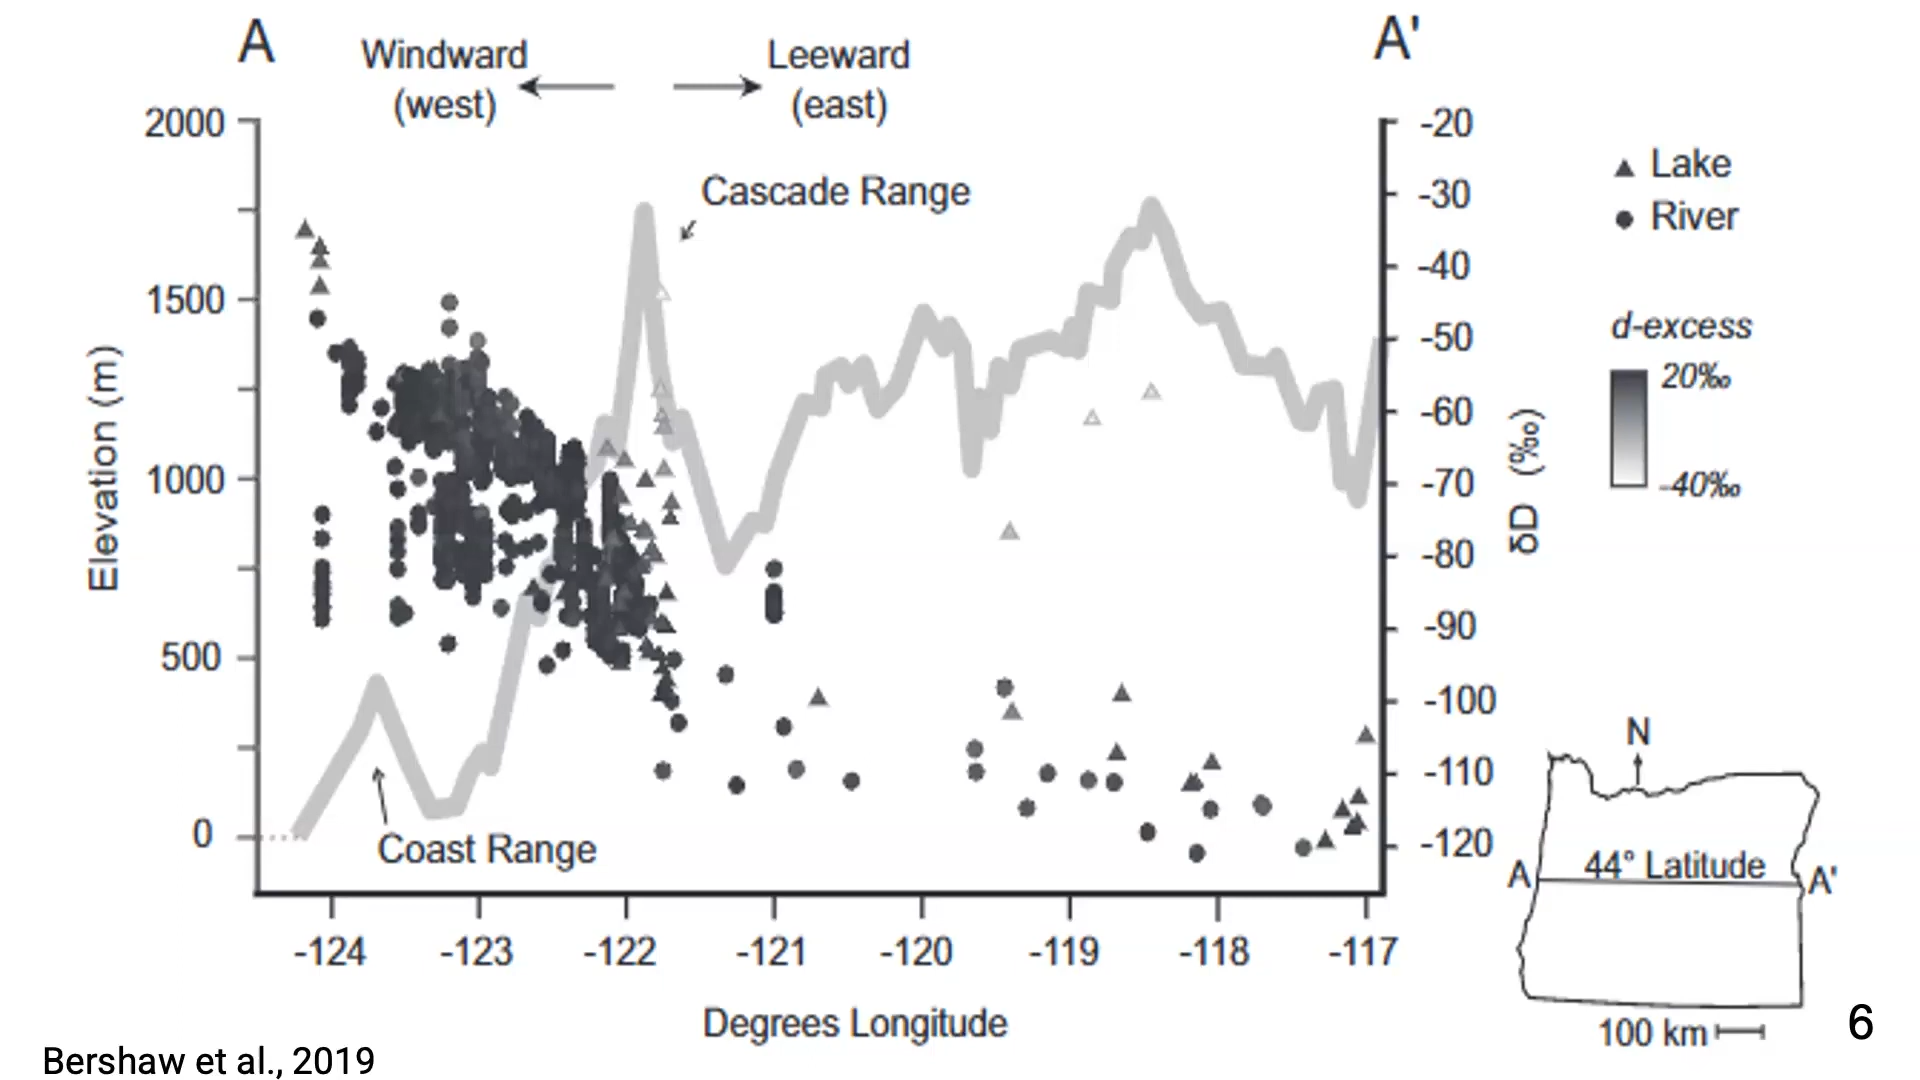 A
Windward
(west)
Leeward
(east)
A'
Cascade Range
Coast Range
Elevation (m)
2000
1500
1000
500
0
-20
-30
-40
-50
-60
-70
-80
-90
-100
-110
-120
δD (‰)
-124
-123
-122
-121
-120
-119
-118
-117
Degrees Longitude
Lake
River
d-excess
20‰
-40‰
N
A
44° Latitude
A'
100 km
6
Bershaw et al., 2019